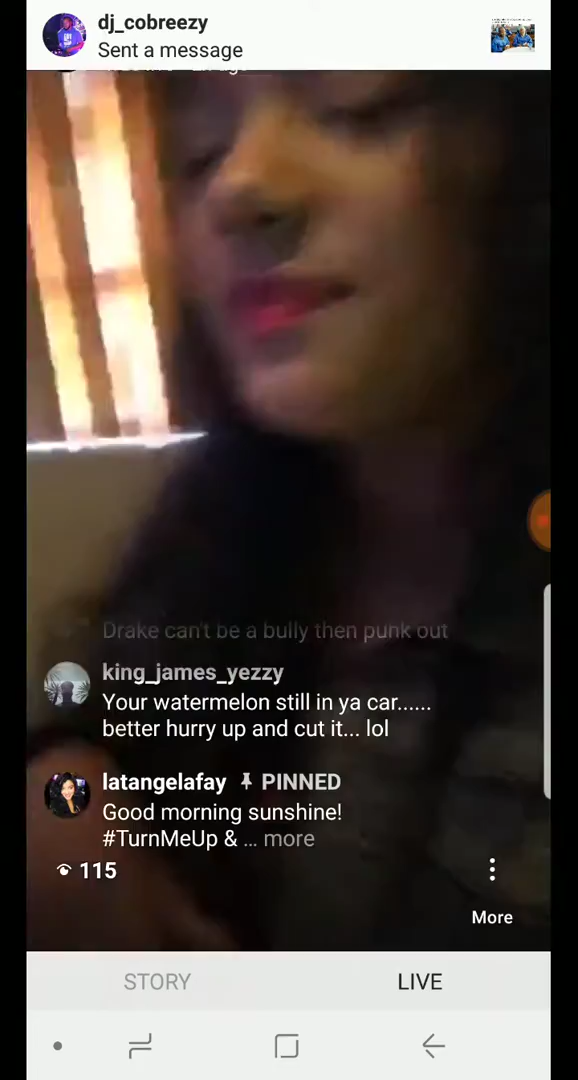 dj_cobreezy
Sent a message
Drake can't be a bully then punk out
king_james_yezzy
Your watermelon still in ya car......
better hurry up and cut it... lol
latangelafay PINNED
Good morning sunshine!
#TurnMeUp & ... more
115
More
STORY LIVE